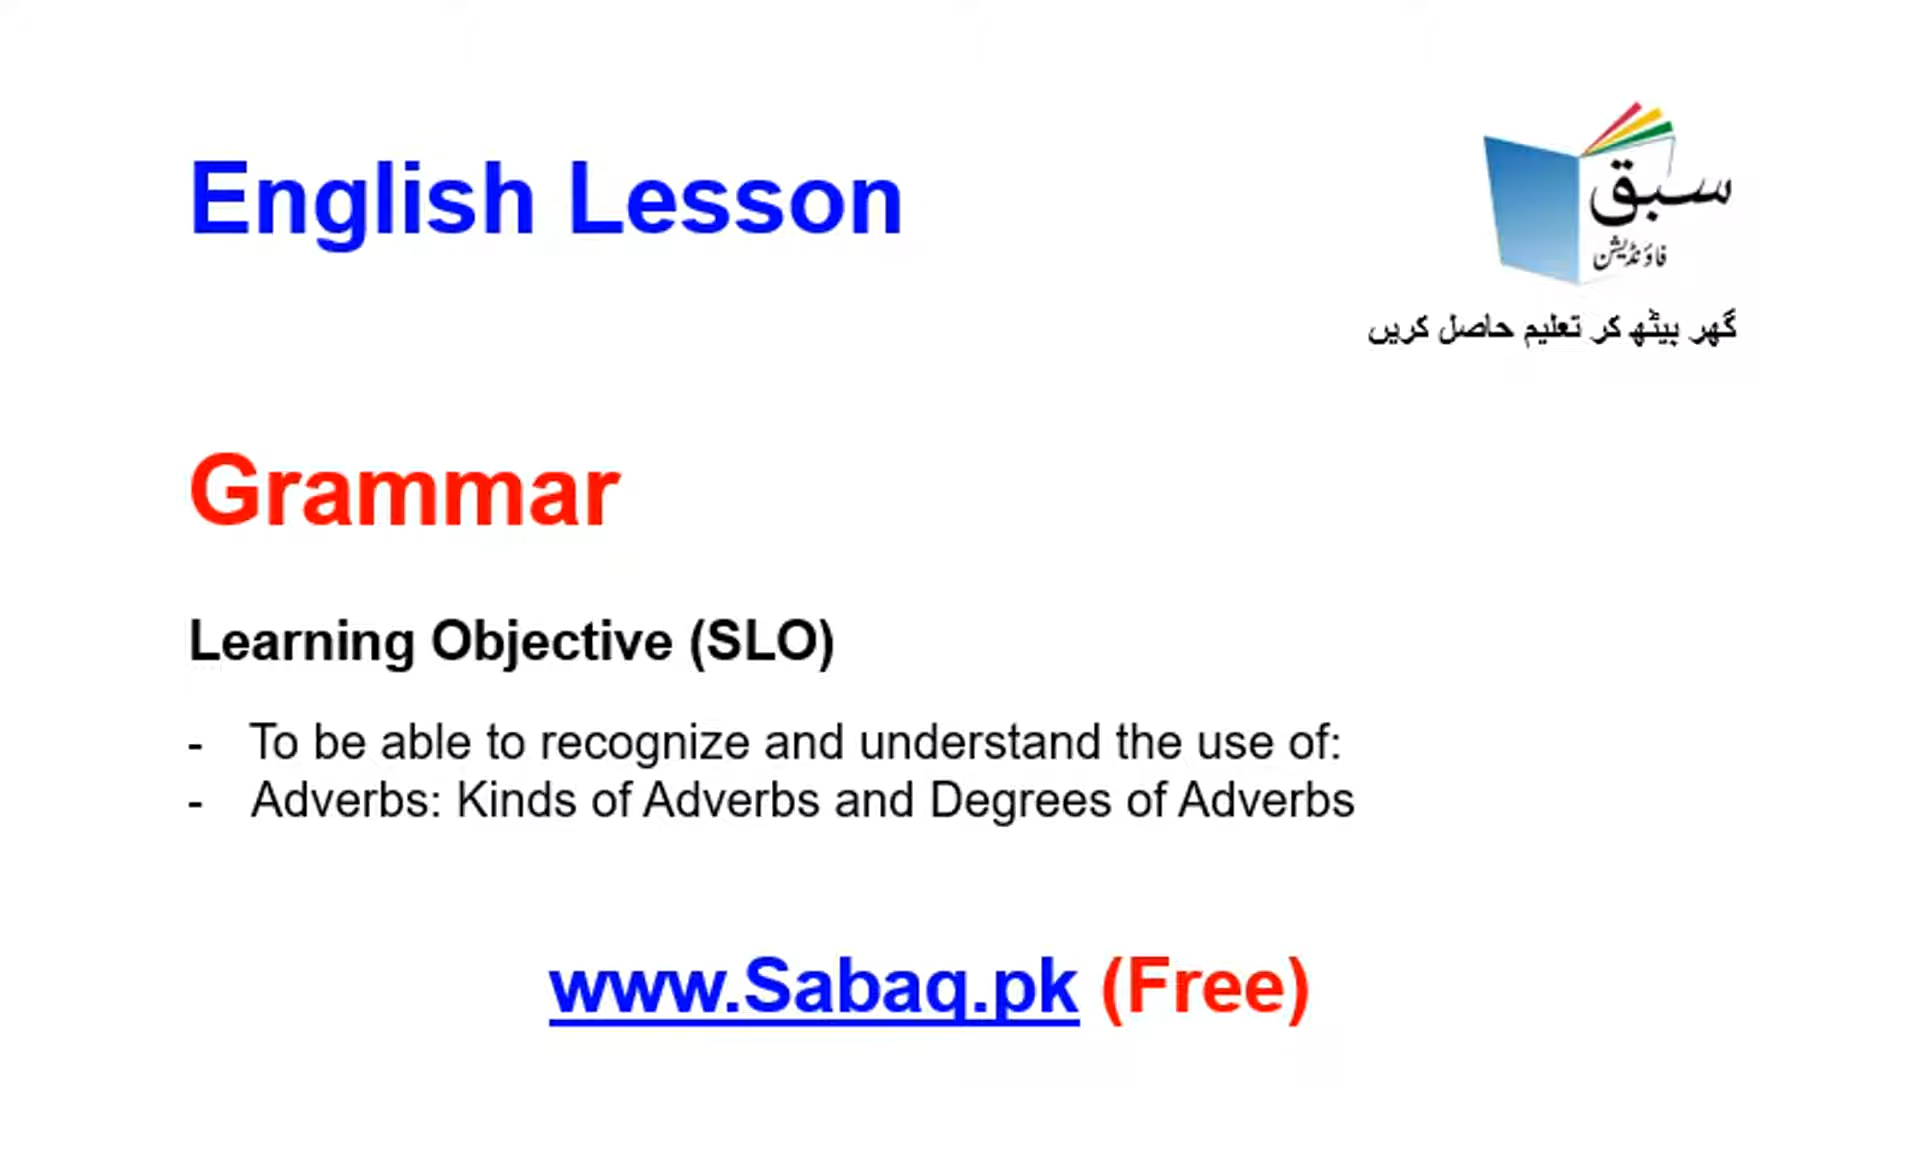 English Lesson
سبق
فاؤنڈیشن
گھر بیٹھ کر تعلیم حاصل کریں
Grammar
Learning Objective (SLO)
- To be able to recognize and understand the use of:
- Adverbs: Kinds of Adverbs and Degrees of Adverbs
www.Sabaq.pk (Free)